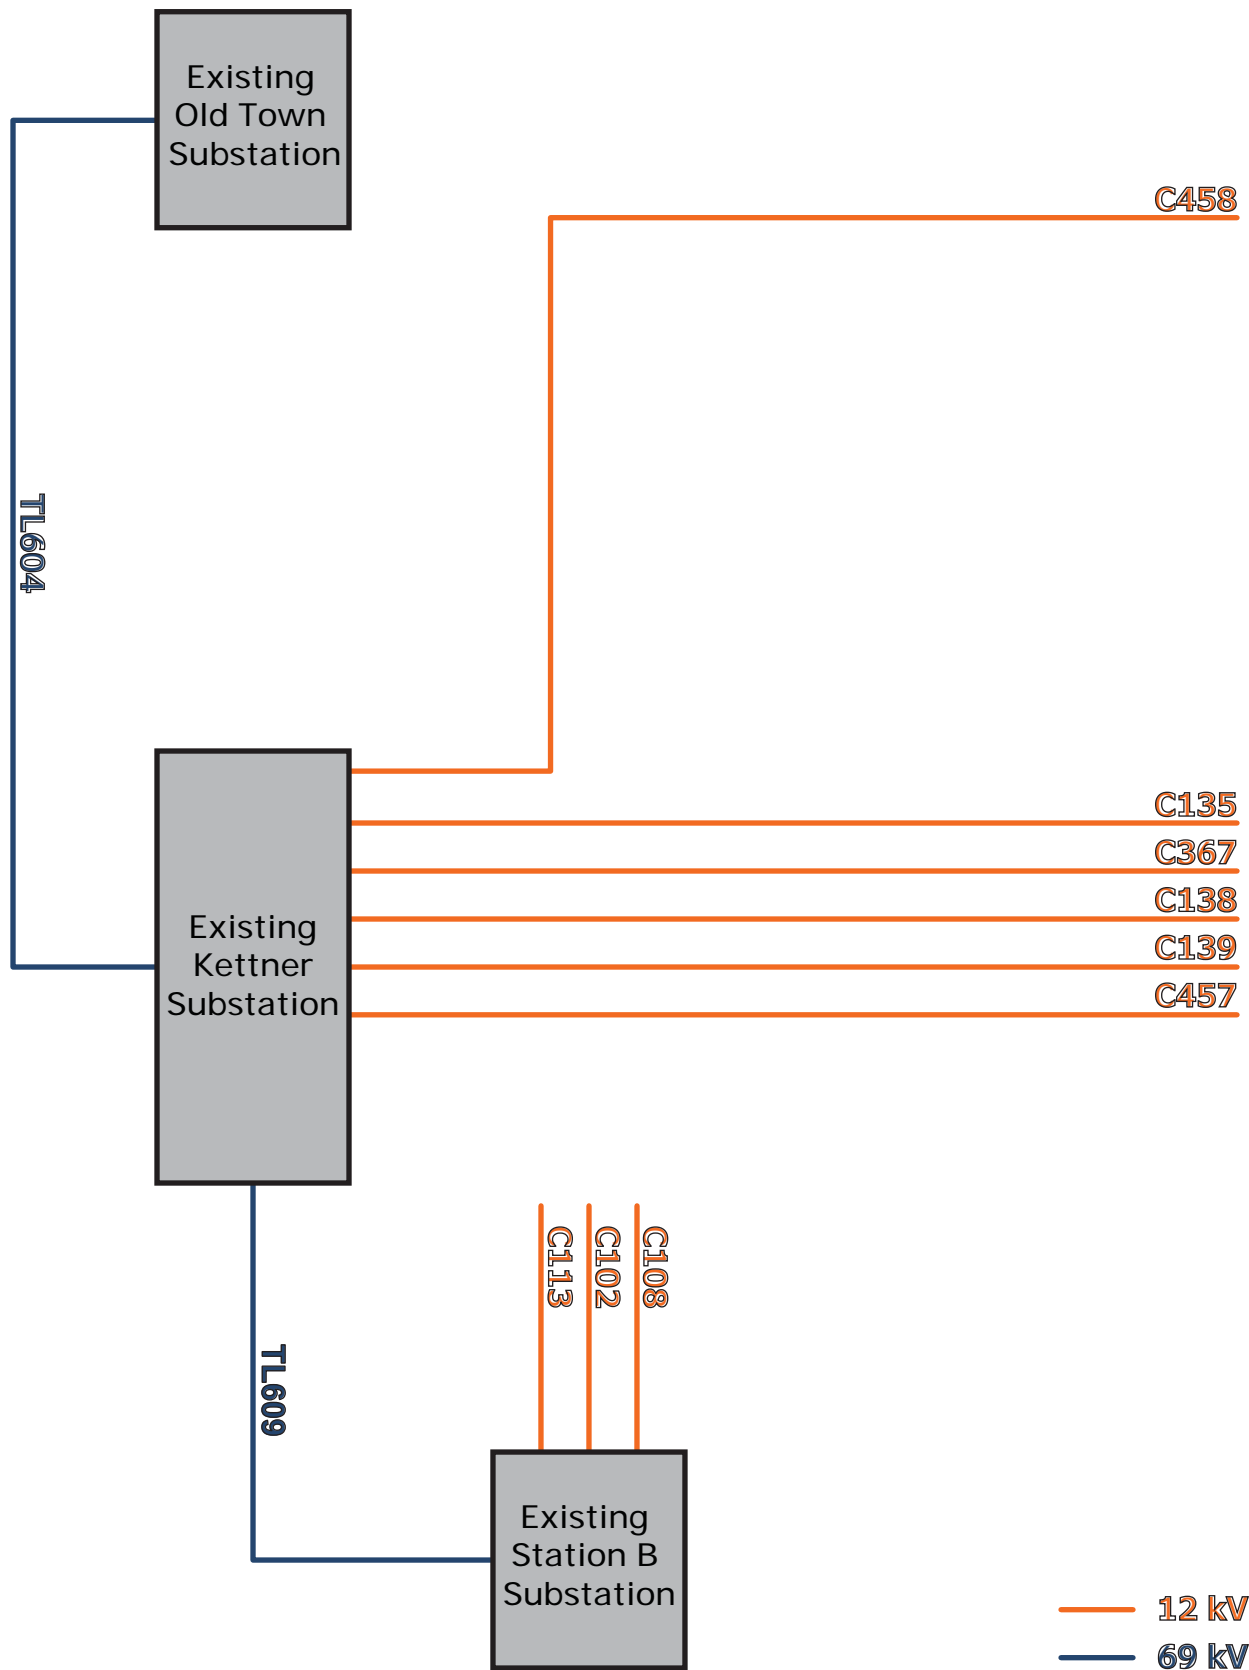 Existing
Old Town
Substation
C458
TL604
C135
C367
C138
C139
C457
Existing
Kettner
Substation
C113
C102
C108
TL609
Existing
Station B
Substation
12 kV
69 kV